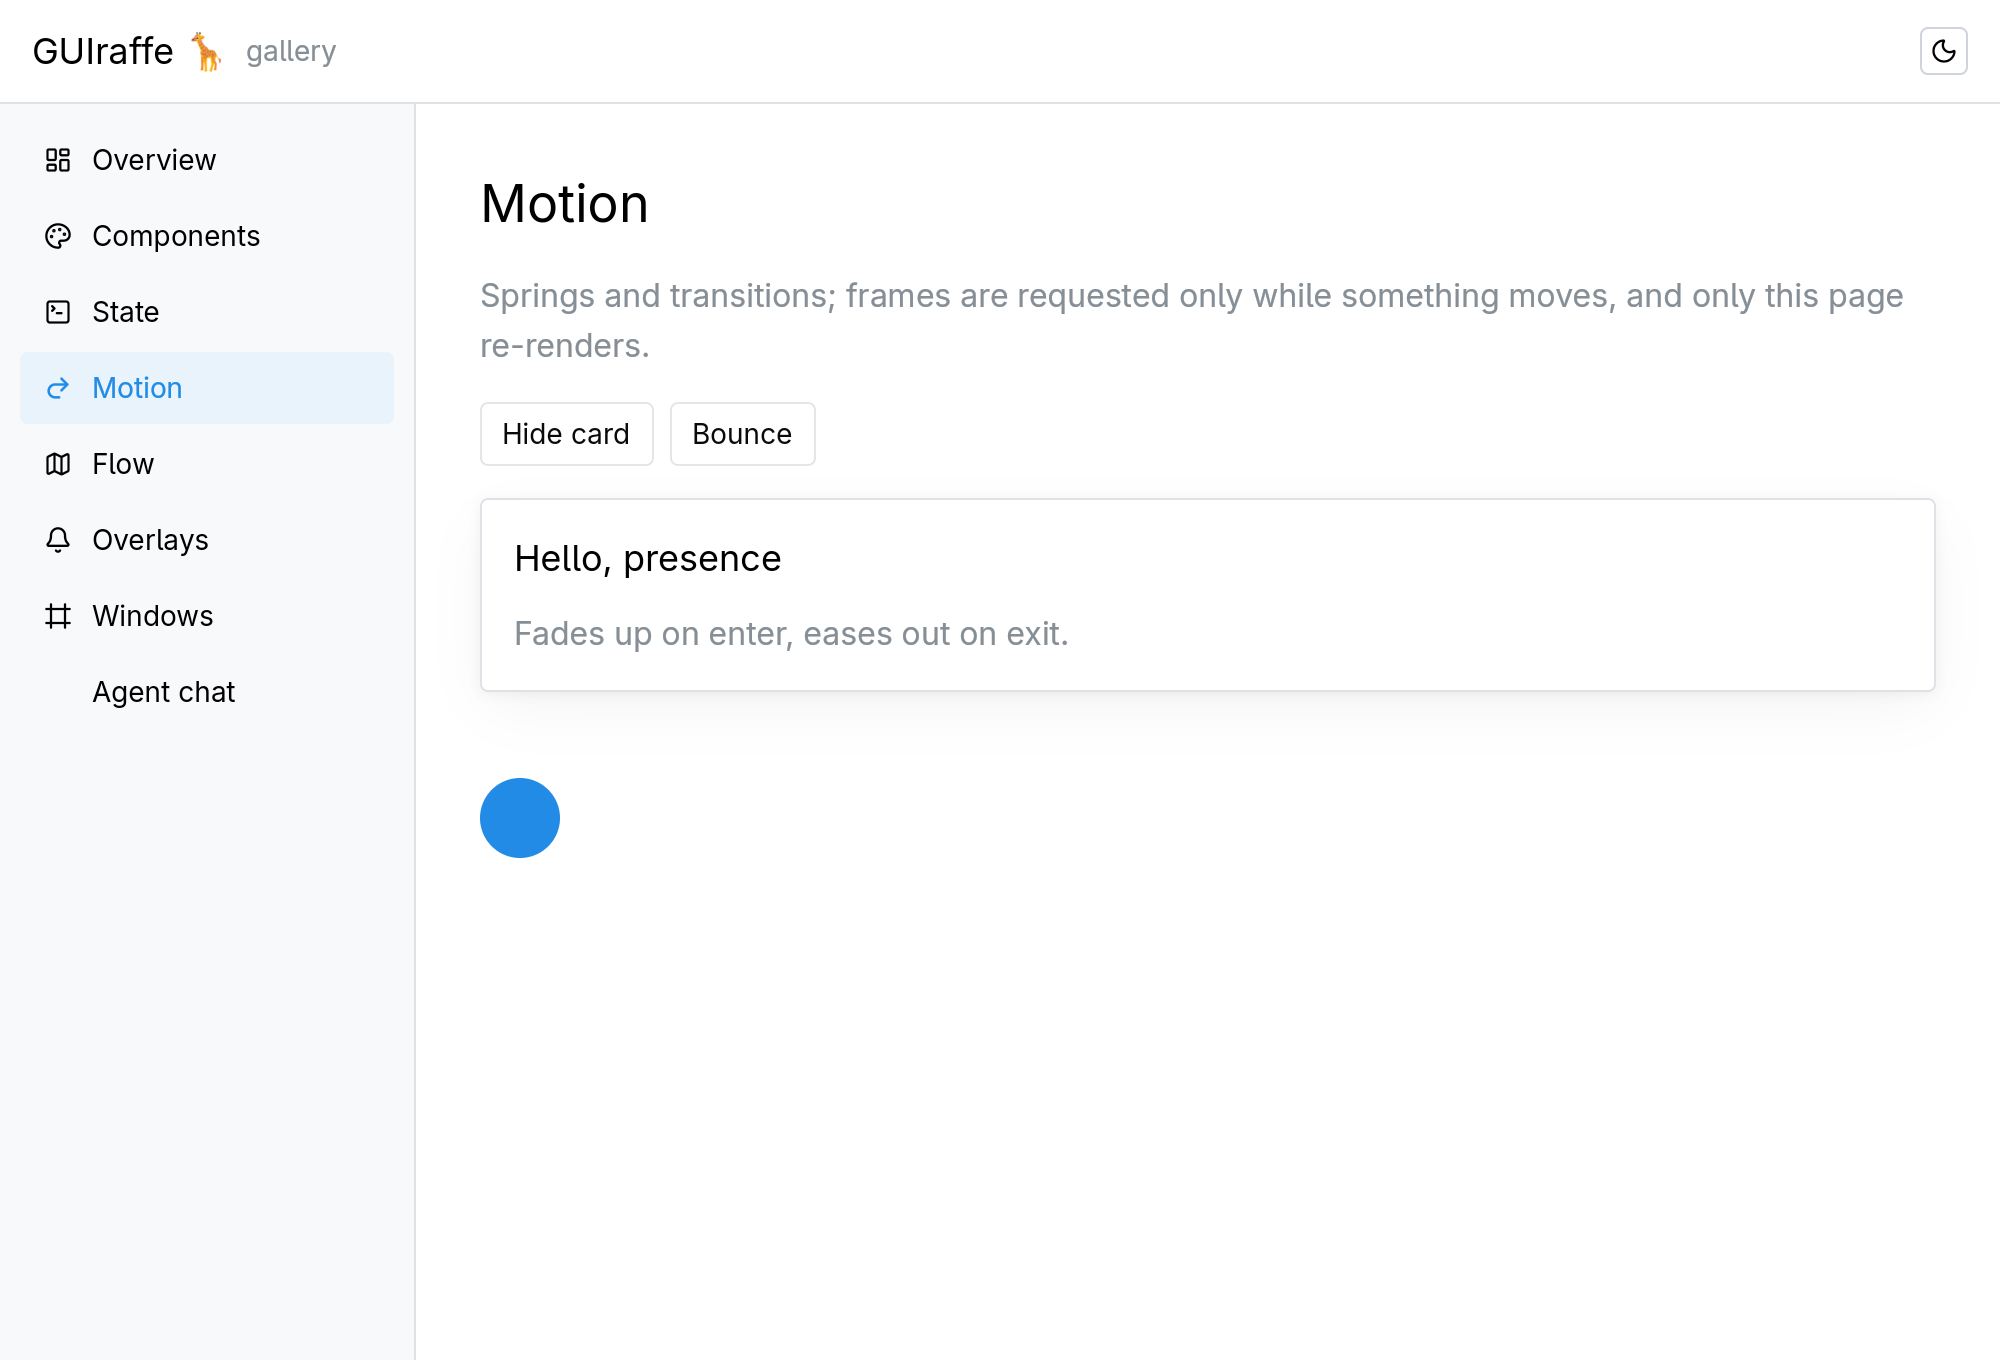 GUIraffe 🦒 gallery
Overview
Components
State
Motion
Flow
Overlays
Windows
Agent chat
Motion
Springs and transitions; frames are requested only while something moves, and only this page
re-renders.
Hide card
Bounce
Hello, presence
Fades up on enter, eases out on exit.